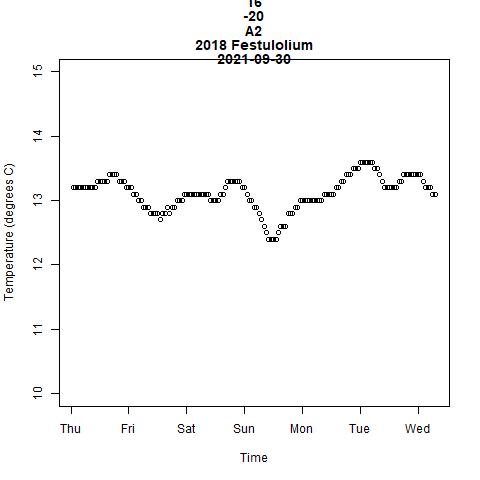 16
-20
A2
2018 Festulolium
2021-09-30
15
14
13
12
11
10
Temperature (degrees C)
Thu Fri Sat Sun Mon Tue Wed
Time